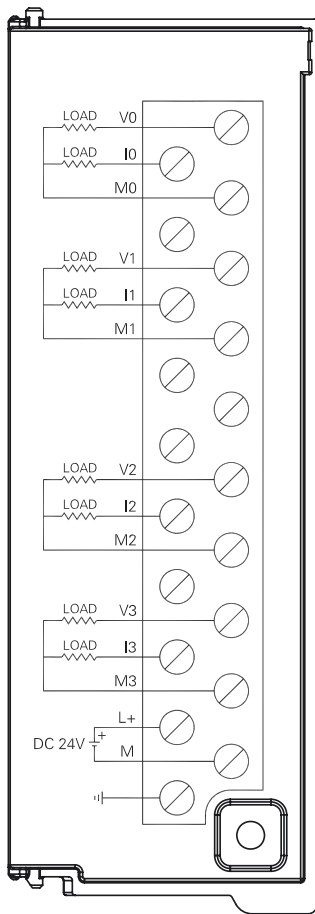 LOAD V0
LOAD I0
M0
LOAD V1
LOAD I1
M1
LOAD V2
LOAD I2
M2
LOAD V3
LOAD I3
M3
L+
DC 24V +
M